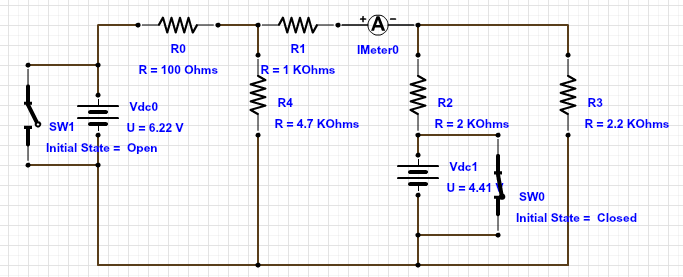 + A −
R0
R1
IMeter0
R = 100 Ohms
R = 1 KOhms
Vdc0
R4
R2
R3
SW1
U = 6.22 V
R = 4.7 KOhms
R = 2 KOhms
R = 2.2 KOhms
Initial State = Open
Vdc1
U = 4.41 V
SW0
Initial State = Closed